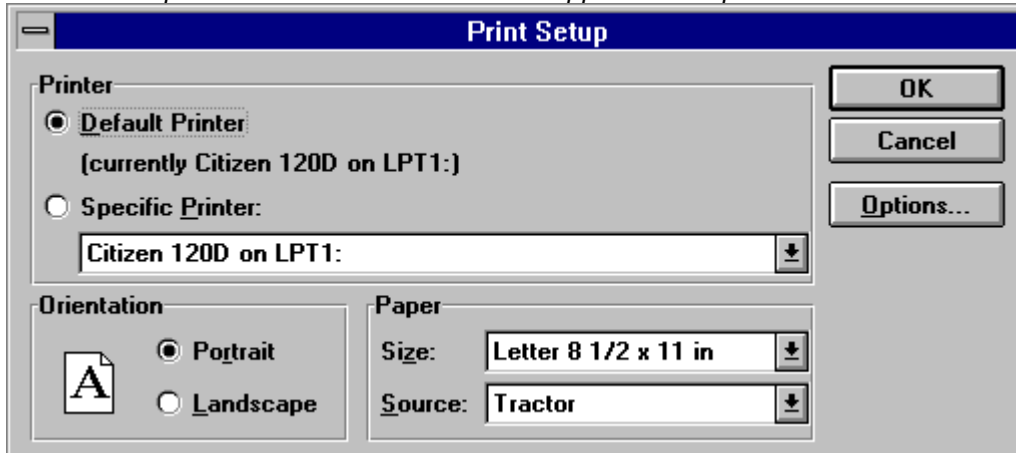 Print Setup
Printer
Default Printer
(currently Citizen 120D on LPT1:)
Specific Printer:
Citizen 120D on LPT1:
OK
Cancel
Options...
Orientation
A
Portrait
Landscape
Paper
Size: Letter 8 1/2 x 11 in
Source: Tractor